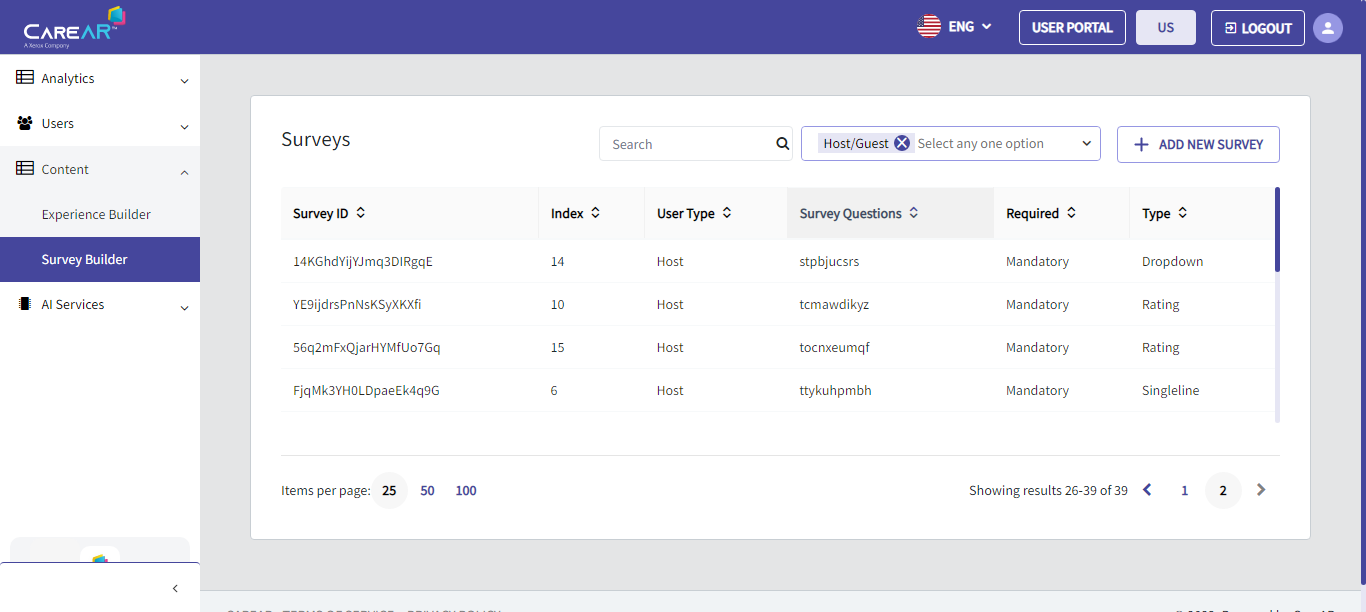 CAREAR™
A Xerox Company
ENG
USER PORTAL
US
LOGOUT
Analytics
Users
Content
Experience Builder
Survey Builder
AI Services
Surveys
Search
Host/Guest Select any one option
ADD NEW SURVEY
Survey ID Index User Type Survey Questions Required Type
14KGhdYijYJmq3DIRgqE 14 Host stpbjucsrs Mandatory Dropdown
YE9ijdrsPnNsKSyXKXfi 10 Host tcmawdikyz Mandatory Rating
56q2mFxQjarHYMfUo7Gq 15 Host tocnxeumqf Mandatory Rating
FjqMk3YH0LDpaeEk4q9G 6 Host ttykuhpmbh Mandatory Singleline
Items per page: 25 50 100
Showing results 26-39 of 39 1 2